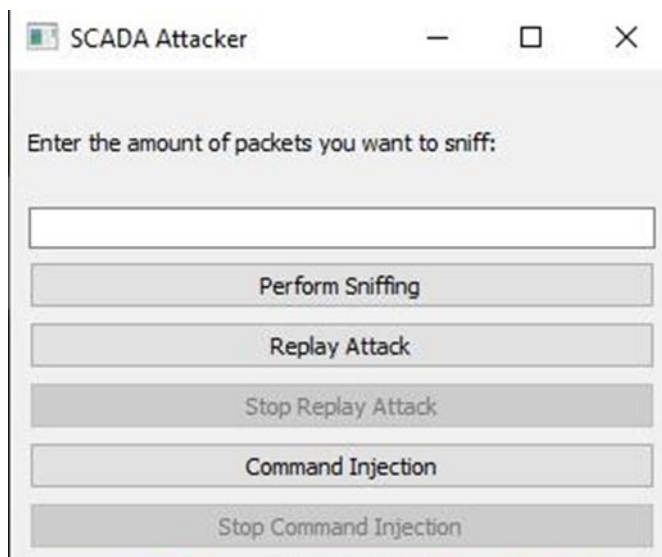 SCADA Attacker
Enter the amount of packets you want to sniff:
Perform Sniffing
Replay Attack
Stop Replay Attack
Command Injection
Stop Command Injection